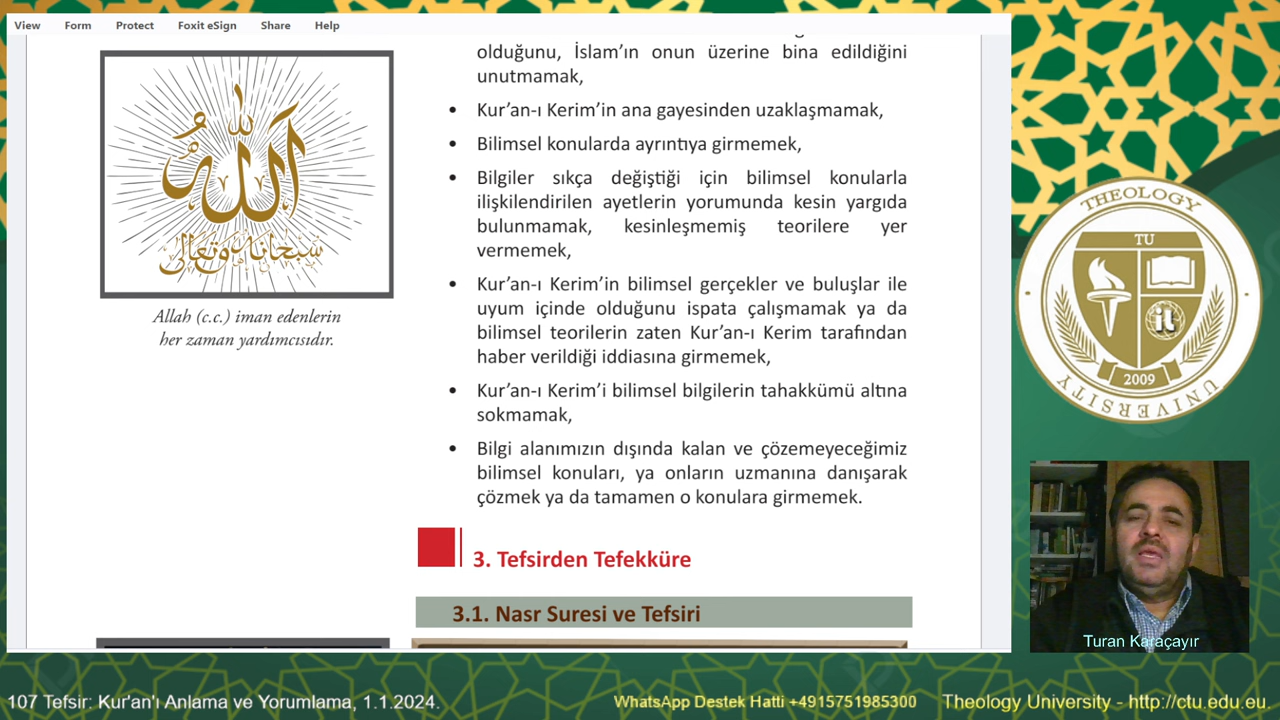 View Form Protect Foxit eSign Share Help
olduğunu, İslam’ın onun üzerine bina edildiğini
unutmamak,
• Kur’an-ı Kerim’in ana gayesinden uzaklaşmamak,
• Bilimsel konularda ayrıntıya girmemek,
• Bilgiler sıkça değiştiği için bilimsel konularla
ilişkilendirilen ayetlerin yorumunda kesin yargıda
bulunmamak, kesinleşmemiş teorilere yer
vermemek,
• Kur’an-ı Kerim’in bilimsel gerçekler ve buluşlar ile
uyum içinde olduğunu ispata çalışmamak ya da
bilimsel teorilerin zaten Kur’an-ı Kerim tarafından
haber verildiği iddiasına girmemek,
• Kur’an-ı Kerim’i bilimsel bilgilerin tahakkümü altına
sokmamak,
• Bilgi alanımızın dışında kalan ve çözemeyeceğimiz
bilimsel konuları, ya onların uzmanına danışarak
çözmek ya da tamamen o konulara girmemek.
3. Tefsirden Tefekküre
3.1. Nasr Suresi ve Tefsiri
الله
سبحانه وتعالى
Allah (c.c.) iman edenlerin
her zaman yardımcısıdır.
THEOLOGY
TU
2009
UNIVERSITY
Turan Karaçayır
107 Tefsir: Kur'an'ı Anlama ve Yorumlama, 1.1.2024.
WhatsApp Destek Hatti +4915751985300
Theology University - http://ctu.edu.eu.